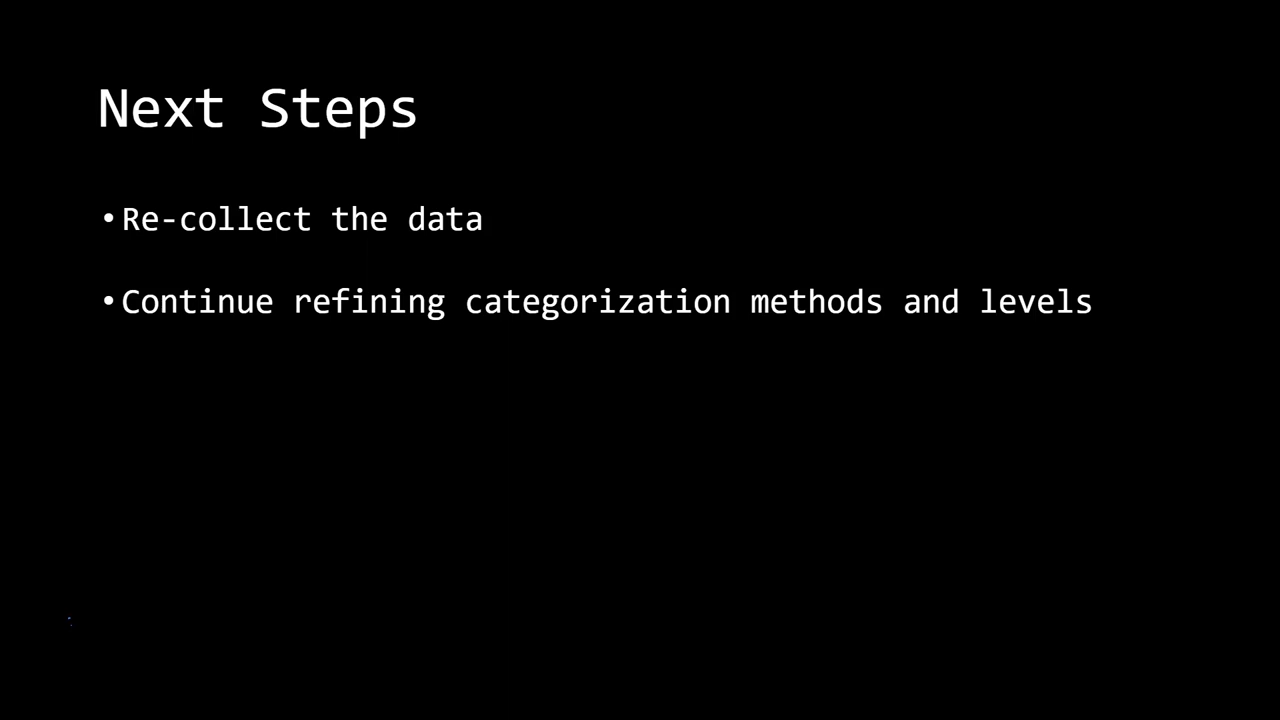 Next Steps
•Re-collect the data
•Continue refining categorization methods and levels